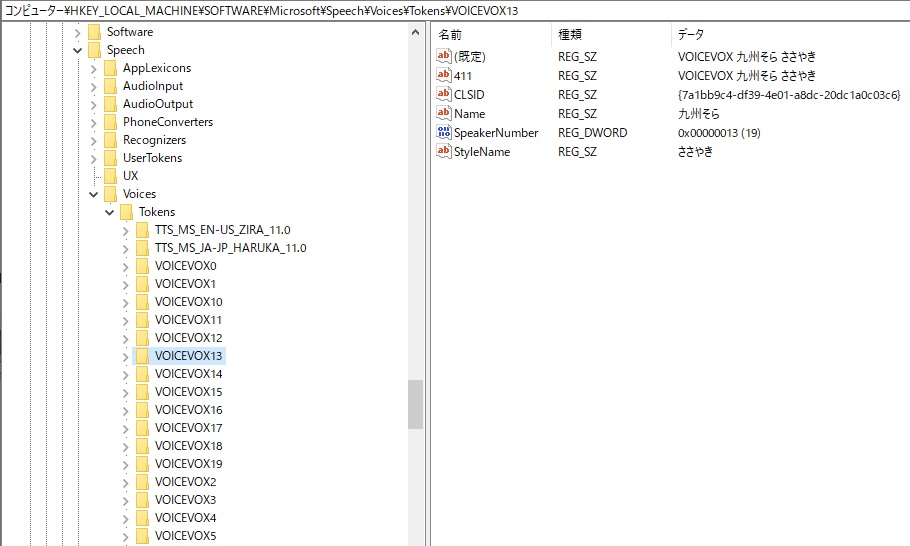 コンピューター¥HKEY_LOCAL_MACHINE¥SOFTWARE¥Microsoft¥Speech¥Voices¥Tokens¥VOICEVOX13
Software
Speech
AppLexicons
AudioInput
AudioOutput
PhoneConverters
Recognizers
UserTokens
UX
Voices
Tokens
TTS_MS_EN-US_ZIRA_11.0
TTS_MS_JA-JP_HARUKA_11.0
VOICEVOX0
VOICEVOX1
VOICEVOX10
VOICEVOX11
VOICEVOX12
VOICEVOX13
VOICEVOX14
VOICEVOX15
VOICEVOX16
VOICEVOX17
VOICEVOX18
VOICEVOX19
VOICEVOX2
VOICEVOX3
VOICEVOX4
VOICEVOX5
名前 種類 データ
(既定) REG_SZ VOICEVOX 九州そら ささやき
411 REG_SZ VOICEVOX 九州そら ささやき
CLSID REG_SZ {7a1bb9c4-df39-4e01-a8dc-20dc1a0c03c6}
Name REG_SZ 九州そら
SpeakerNumber REG_DWORD 0x00000013 (19)
StyleName REG_SZ ささやき